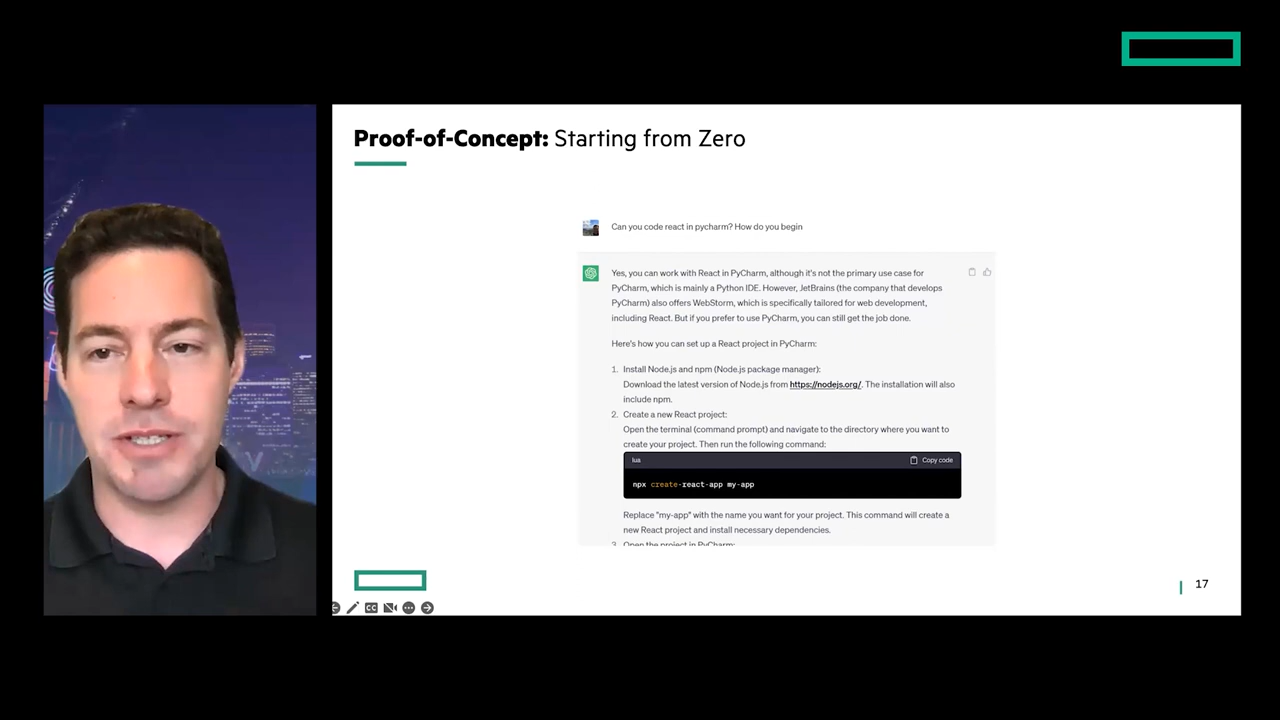 Proof-of-Concept: Starting from Zero
Can you code react in pycharm? How do you begin
Yes, you can work with React in PyCharm, although it's not the primary use case for
PyCharm, which is mainly a Python IDE. However, JetBrains (the company that develops
PyCharm) also offers WebStorm, which is specifically tailored for web development,
including React. But if you prefer to use PyCharm, you can still get the job done.
Here's how you can set up a React project in PyCharm:
1. Install Node.js and npm (Node.js package manager):
Download the latest version of Node.js from https://nodejs.org/. The installation will also
include npm.
2. Create a new React project:
Open the terminal (command prompt) and navigate to the directory where you want to
create your project. Then run the following command:
lua Copy code
npx create-react-app my-app
Replace "my-app" with the name you want for your project. This command will create a
new React project and install necessary dependencies.
3. Open the project in PyCharm:
17
CC